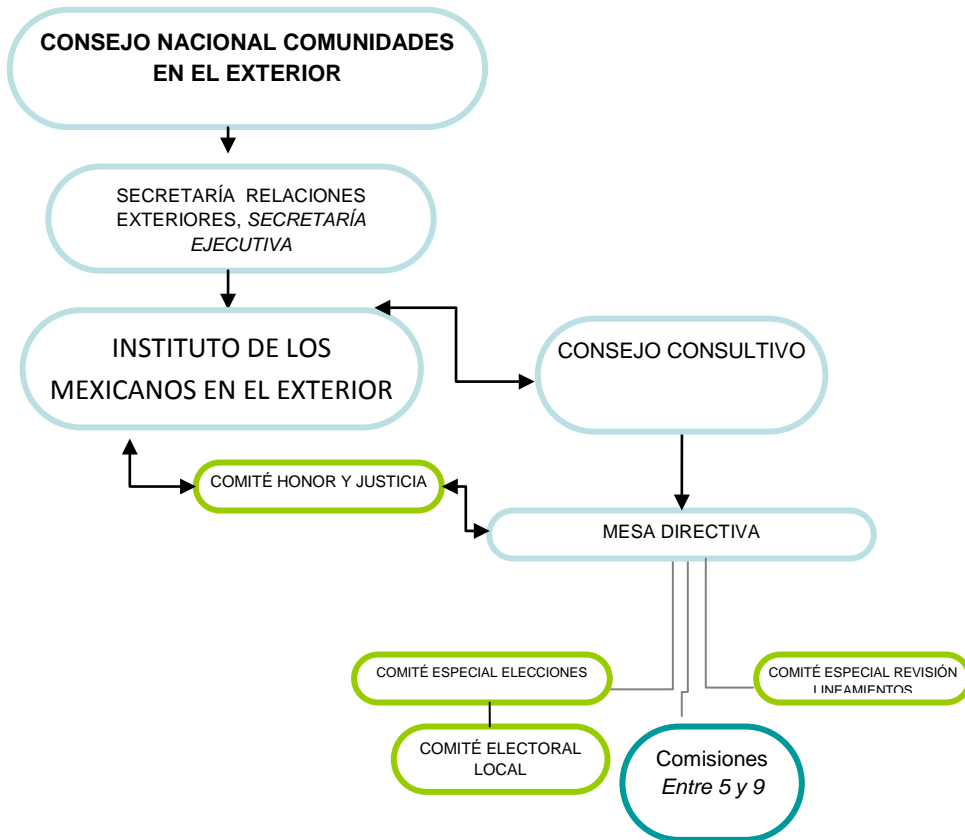 CONSEJO NACIONAL COMUNIDADES
EN EL EXTERIOR
SECRETARÍA RELACIONES
EXTERIORES, SECRETARÍA
EJECUTIVA
INSTITUTO DE LOS
MEXICANOS EN EL EXTERIOR
CONSEJO CONSULTIVO
COMITÉ HONOR Y JUSTICIA
MESA DIRECTIVA
COMITÉ ESPECIAL ELECCIONES
COMITÉ ESPECIAL REVISIÓN
LINEAMIENTOS
COMITÉ ELECTORAL
LOCAL
Comisiones
Entre 5 y 9